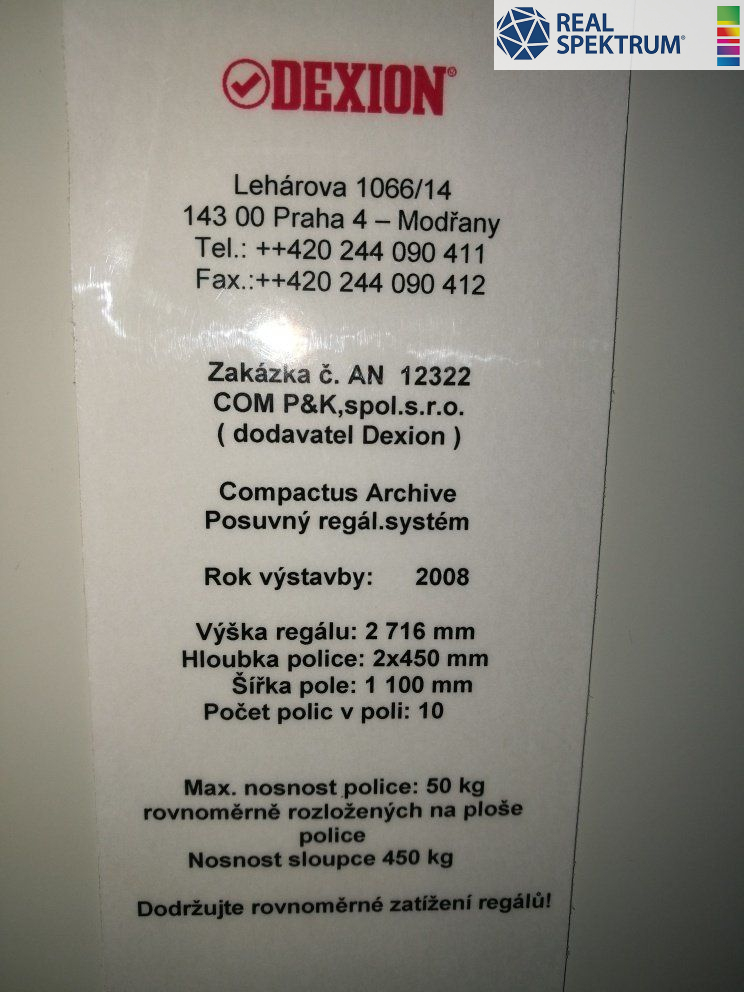 REAL
SPEKTRUM®
DEXION®
Lehárova 1066/14
143 00 Praha 4 – Modřany
Tel.: ++420 244 090 411
Fax.:++420 244 090 412
Zakázka č. AN 12322
COM P&K,spol.s.r.o.
( dodavatel Dexion )
Compactus Archive
Posuvný regál.systém
Rok výstavby: 2008
Výška regálu: 2 716 mm
Hloubka police: 2x450 mm
Šířka pole: 1 100 mm
Počet polic v poli: 10
Max. nosnost police: 50 kg
rovnoměrně rozložených na ploše
police
Nosnost sloupce 450 kg
Dodržujte rovnoměrné zatížení regálů!